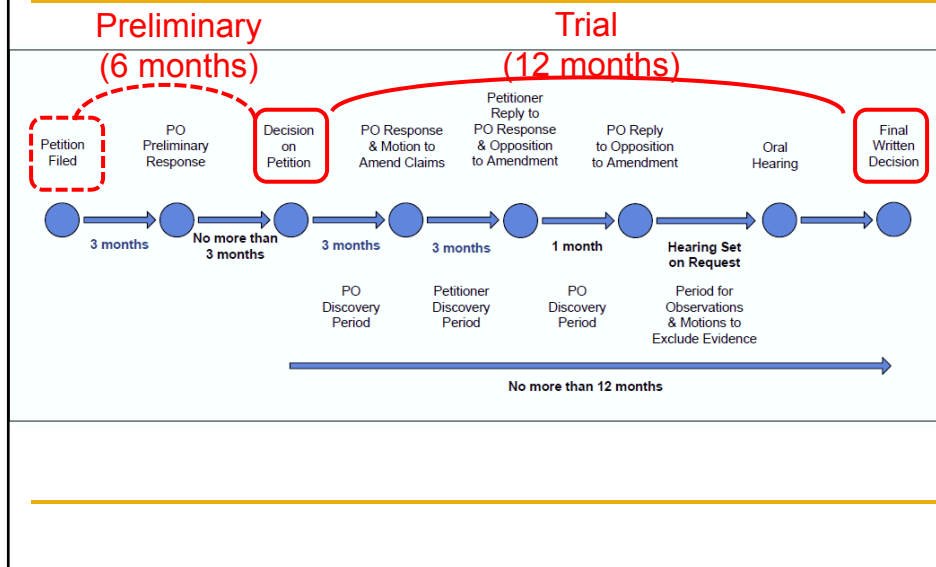 Preliminary
(6 months)
Trial
(12 months)
Petition
Filed
PO
Preliminary
Response
Decision
on
Petition
PO Response
& Motion to
Amend Claims
Petitioner
Reply to
PO Response
& Opposition
to Amendment
PO Reply
to Opposition
to Amendment
Oral
Hearing
Final
Written
Decision
3 months
No more than
3 months
3 months
3 months
1 month
Hearing Set
on Request
PO
Discovery
Period
Petitioner
Discovery
Period
PO
Discovery
Period
Period for
Observations
& Motions to
Exclude Evidence
No more than 12 months